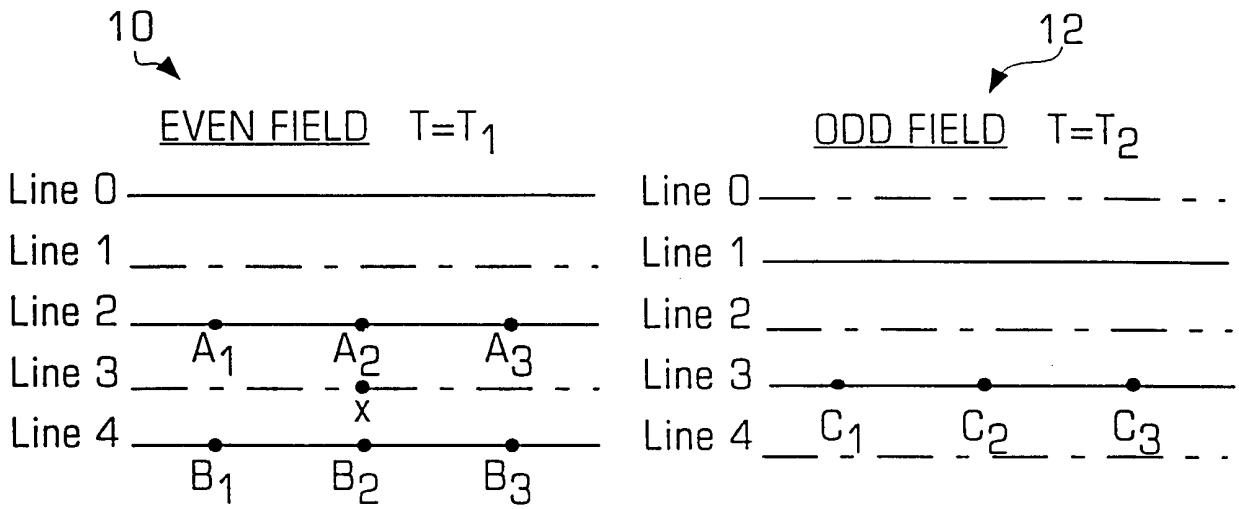 10
EVEN FIELD T=T1
Line 0
Line 1
Line 2
A1 A2 A3
Line 3
x
Line 4
B1 B2 B3
12
ODD FIELD T=T2
Line 0
Line 1
Line 2
Line 3
C1 C2 C3
Line 4